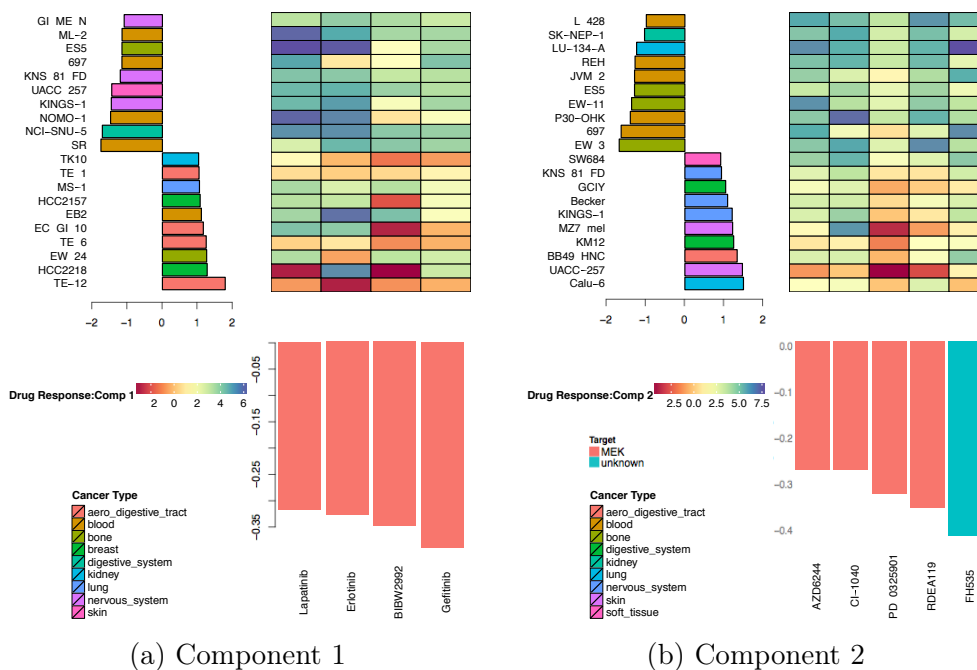 GI ME N
ML-2
ES5
697
KNS 81 FD
UACC 257
KINGS-1
NOMO-1
NCI-SNU-5
SR
TK10
TE 1
MS-1
HCC2157
EB2
EC GI 10
TE 6
EW 24
HCC2218
TE-12
−2 −1 0 1 2
Drug Response:Comp 1
2 0 2 4 6
−0.05
−0.15
−0.25
−0.35
Cancer Type
aero_digestive_tract
blood
bone
breast
digestive_system
kidney
lung
nervous_system
skin
Lapatinib
Erlotinib
BIBW2992
Gefitinib
(a) Component 1
L 428
SK-NEP-1
LU-134-A
REH
JVM 2
ES5
EW-11
P30-OHK
697
EW 3
SW684
KNS 81 FD
GCIY
Becker
KINGS-1
MZ7 mel
KM12
BB49 HNC
UACC-257
Calu-6
−2 −1 0 1 2
Drug Response:Comp 2
2.5 0.0 2.5 5.0 7.5
0.0
−0.1
−0.2
−0.3
−0.4
Target
MEK
unknown
Cancer Type
aero_digestive_tract
blood
bone
digestive_system
kidney
lung
nervous_system
skin
soft_tissue
AZD6244
CI-1040
PD 0325901
RDEA119
FH535
(b) Component 2